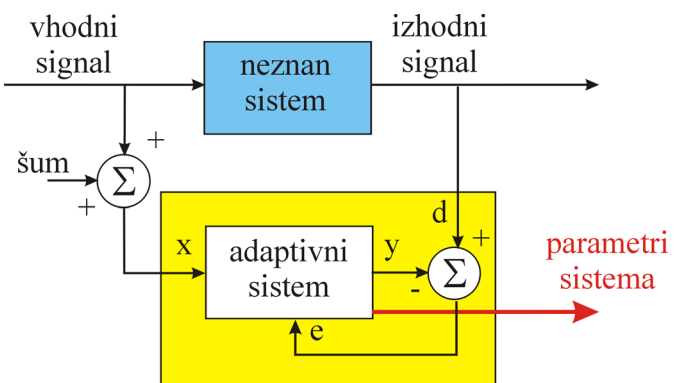 vhodni
signal
neznan
sistem
izhodni
signal
+
šum
Σ
+
x
adaptivni
sistem
y
d
+
Σ
-
e
parametri
sistema